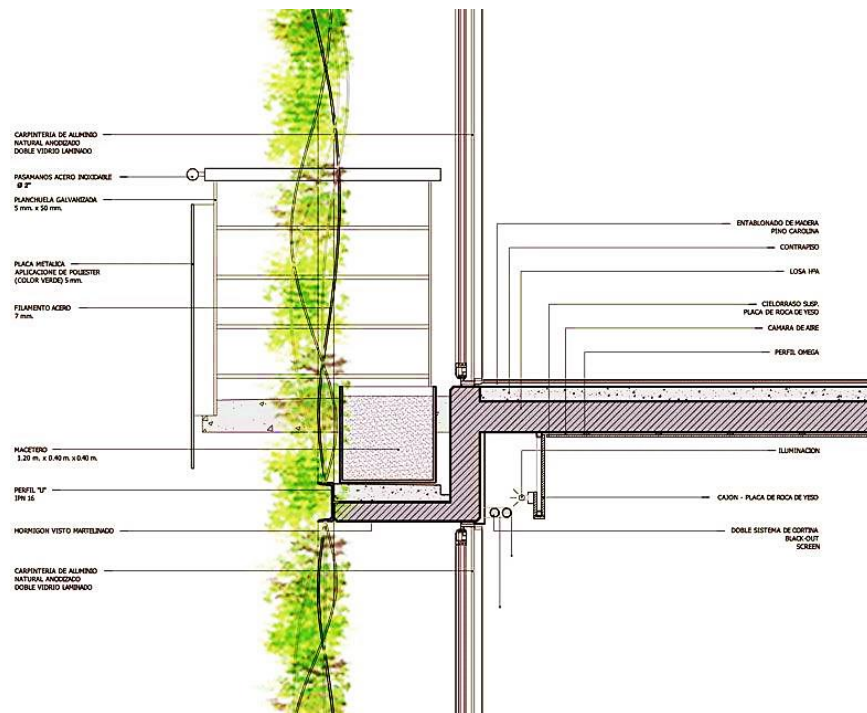 CARPINTERIA DE ALUMINIO
NATURAL ANODIZADO
DOBLE VIDRIO LAMINADO
PASAMANOS ACERO INOXIDABLE
Ø 2"
PLANCHUELA GALVANIZADA
5 mm. x 50 mm.
PLACA METALICA
APLICACIONE DE POLIESTER
(COLOR VERDE) 5 mm.
FILAMENTO ACERO
7 mm.
MACETERO
1.20 m. x 0.40 m. x 0.40 m.
PERFIL "U"
IPN 16
HORMIGON VISTO MARTELINADO
CARPINTERIA DE ALUMINIO
NATURAL ANODIZADO
DOBLE VIDRIO LAMINADO
ENTABLONADO DE MADERA
PINO CAROLINA
CONTRAPISO
LOSA HºA
CIELORRASO SUSP.
PLACA DE ROCA DE YESO
CAMARA DE AIRE
PERFIL OMEGA
ILUMINACION
CAJON - PLACA DE ROCA DE YESO
DOBLE SISTEMA DE CORTINA
BLACK-OUT
SCREEN